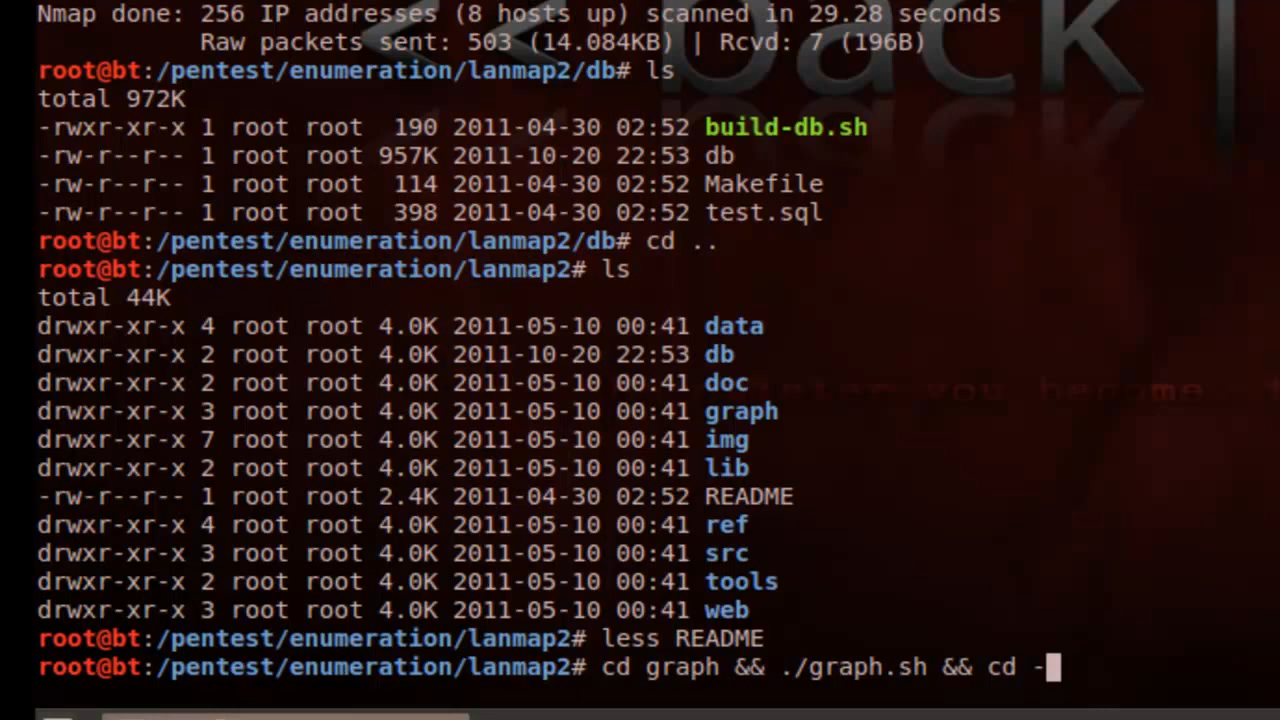 Nmap done: 256 IP addresses (8 hosts up) scanned in 29.28 seconds
Raw packets sent: 503 (14.084KB) | Rcvd: 7 (196B)
root@bt:/pentest/enumeration/lanmap2/db# ls
total 972K
-rwxr-xr-x 1 root root 190 2011-04-30 02:52 build-db.sh
-rw-r--r-- 1 root root 957K 2011-10-20 22:53 db
-rw-r--r-- 1 root root 114 2011-04-30 02:52 Makefile
-rw-r--r-- 1 root root 398 2011-04-30 02:52 test.sql
root@bt:/pentest/enumeration/lanmap2/db# cd ..
root@bt:/pentest/enumeration/lanmap2# ls
total 44K
drwxr-xr-x 4 root root 4.0K 2011-05-10 00:41 data
drwxr-xr-x 2 root root 4.0K 2011-10-20 22:53 db
drwxr-xr-x 2 root root 4.0K 2011-05-10 00:41 doc
drwxr-xr-x 3 root root 4.0K 2011-05-10 00:41 graph
drwxr-xr-x 7 root root 4.0K 2011-05-10 00:41 img
drwxr-xr-x 2 root root 4.0K 2011-05-10 00:41 lib
-rw-r--r-- 1 root root 2.4K 2011-04-30 02:52 README
drwxr-xr-x 4 root root 4.0K 2011-05-10 00:41 ref
drwxr-xr-x 3 root root 4.0K 2011-05-10 00:41 src
drwxr-xr-x 2 root root 4.0K 2011-05-10 00:41 tools
drwxr-xr-x 3 root root 4.0K 2011-05-10 00:41 web
root@bt:/pentest/enumeration/lanmap2# less README
root@bt:/pentest/enumeration/lanmap2# cd graph && ./graph.sh && cd -
<< back |
you become